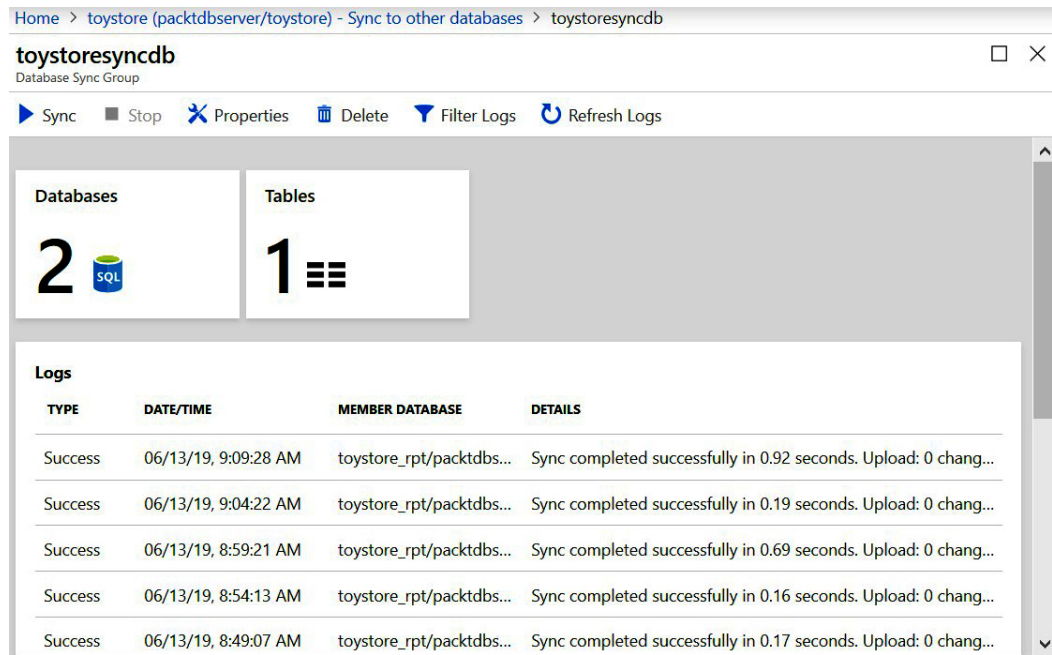 Home > toystore (packtdbserver/toystore) - Sync to other databases > toystoresyncdb
toystoresyncdb
Database Sync Group
Sync Stop Properties Delete Filter Logs Refresh Logs
Databases Tables
2 SQL 1
Logs
TYPE DATE/TIME MEMBER DATABASE DETAILS
Success 06/13/19, 9:09:28 AM toystore_rpt/packtdbs... Sync completed successfully in 0.92 seconds. Upload: 0 chang...
Success 06/13/19, 9:04:22 AM toystore_rpt/packtdbs... Sync completed successfully in 0.19 seconds. Upload: 0 chang...
Success 06/13/19, 8:59:21 AM toystore_rpt/packtdbs... Sync completed successfully in 0.69 seconds. Upload: 0 chang...
Success 06/13/19, 8:54:13 AM toystore_rpt/packtdbs... Sync completed successfully in 0.16 seconds. Upload: 0 chang...
Success 06/13/19, 8:49:07 AM toystore_rpt/packtdbs... Sync completed successfully in 0.17 seconds. Upload: 0 chang...